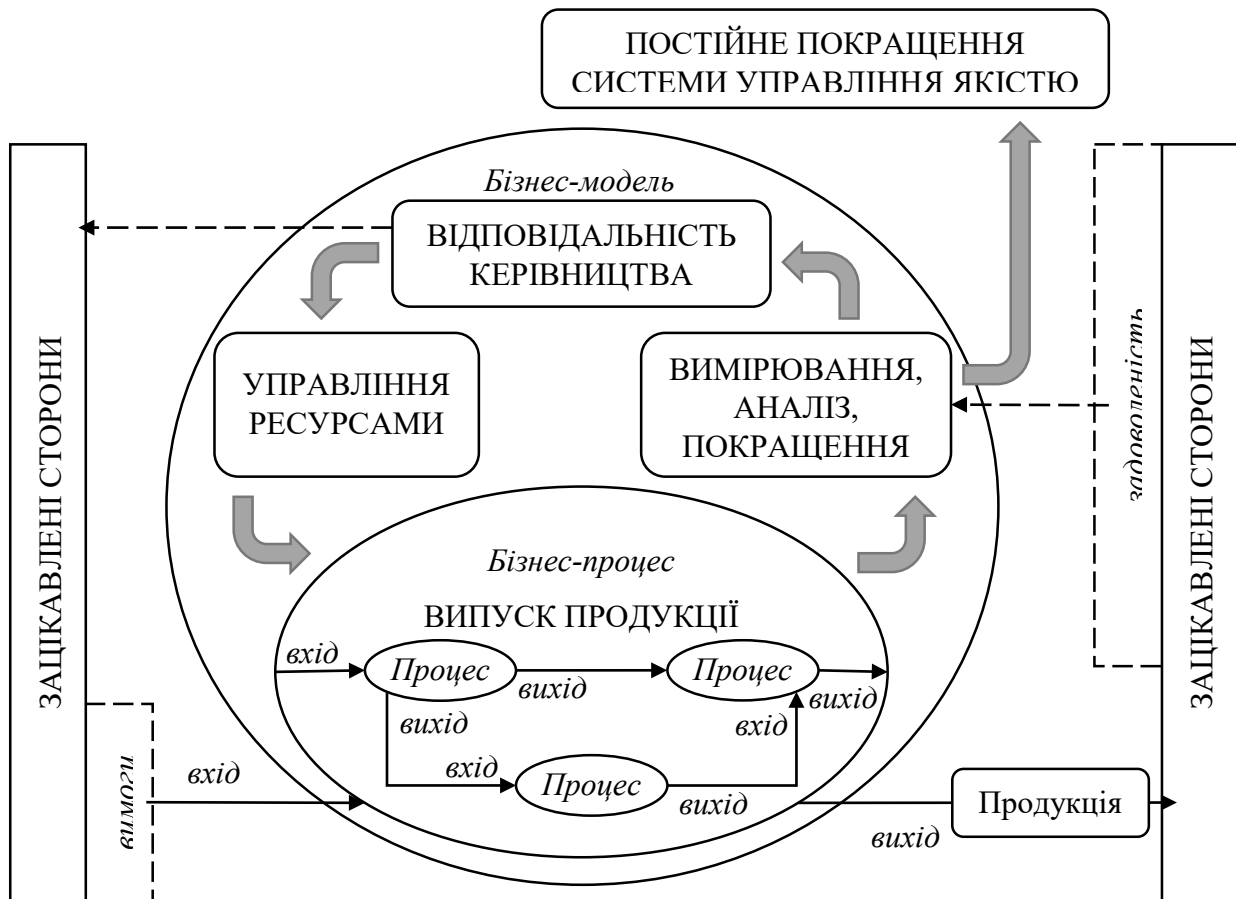 ПОСТІЙНЕ ПОКРАЩЕННЯ
СИСТЕМИ УПРАВЛІННЯ ЯКІСТЮ
Бізнес-модель
ВІДПОВІДАЛЬНІСТЬ
КЕРІВНИЦТВА
УПРАВЛІННЯ
РЕСУРСАМИ
ВИМІРЮВАННЯ,
АНАЛІЗ,
ПОКРАЩЕННЯ
ЗАЦІКАВЛЕНІ СТОРОНИ
задоволеність
ЗАЦІКАВЛЕНІ СТОРОНИ
Бізнес-процес
ВИПУСК ПРОДУКЦІЇ
вхід
Процес
вихід
Процес
вихід
вихід
вхід
вхід
Процес
вихід
вимоги
вхід
Продукція
вихід